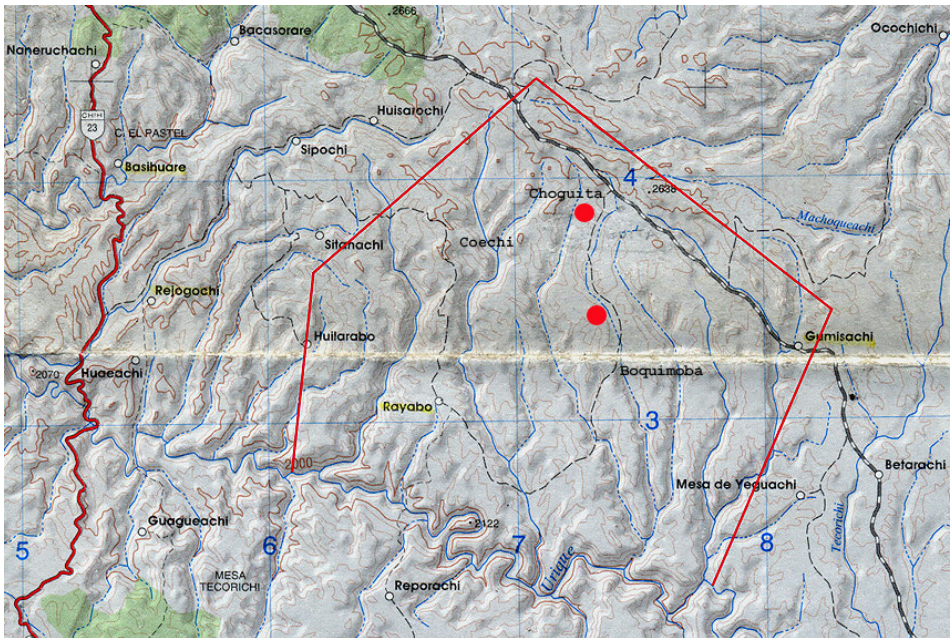 2666
Bacasorare
Ocochichi
Naneruchachi
CHIH
23
C. EL PASTEL
Huisarochi
Sipochi
Basihuare
4
2638
Choguita
Machoqueachi
Sitanachi
Coechi
Rejogochi
Huilarabo
Gumisachi
2070
Huaeachi
Boquimoba
Rayabo
3
2000
Betarachi
Mesa de Yeguachi
Tecorichi
Guagueachi
2122
5
6
7
8
MESA
TECORICHI
Urique
Reporachi